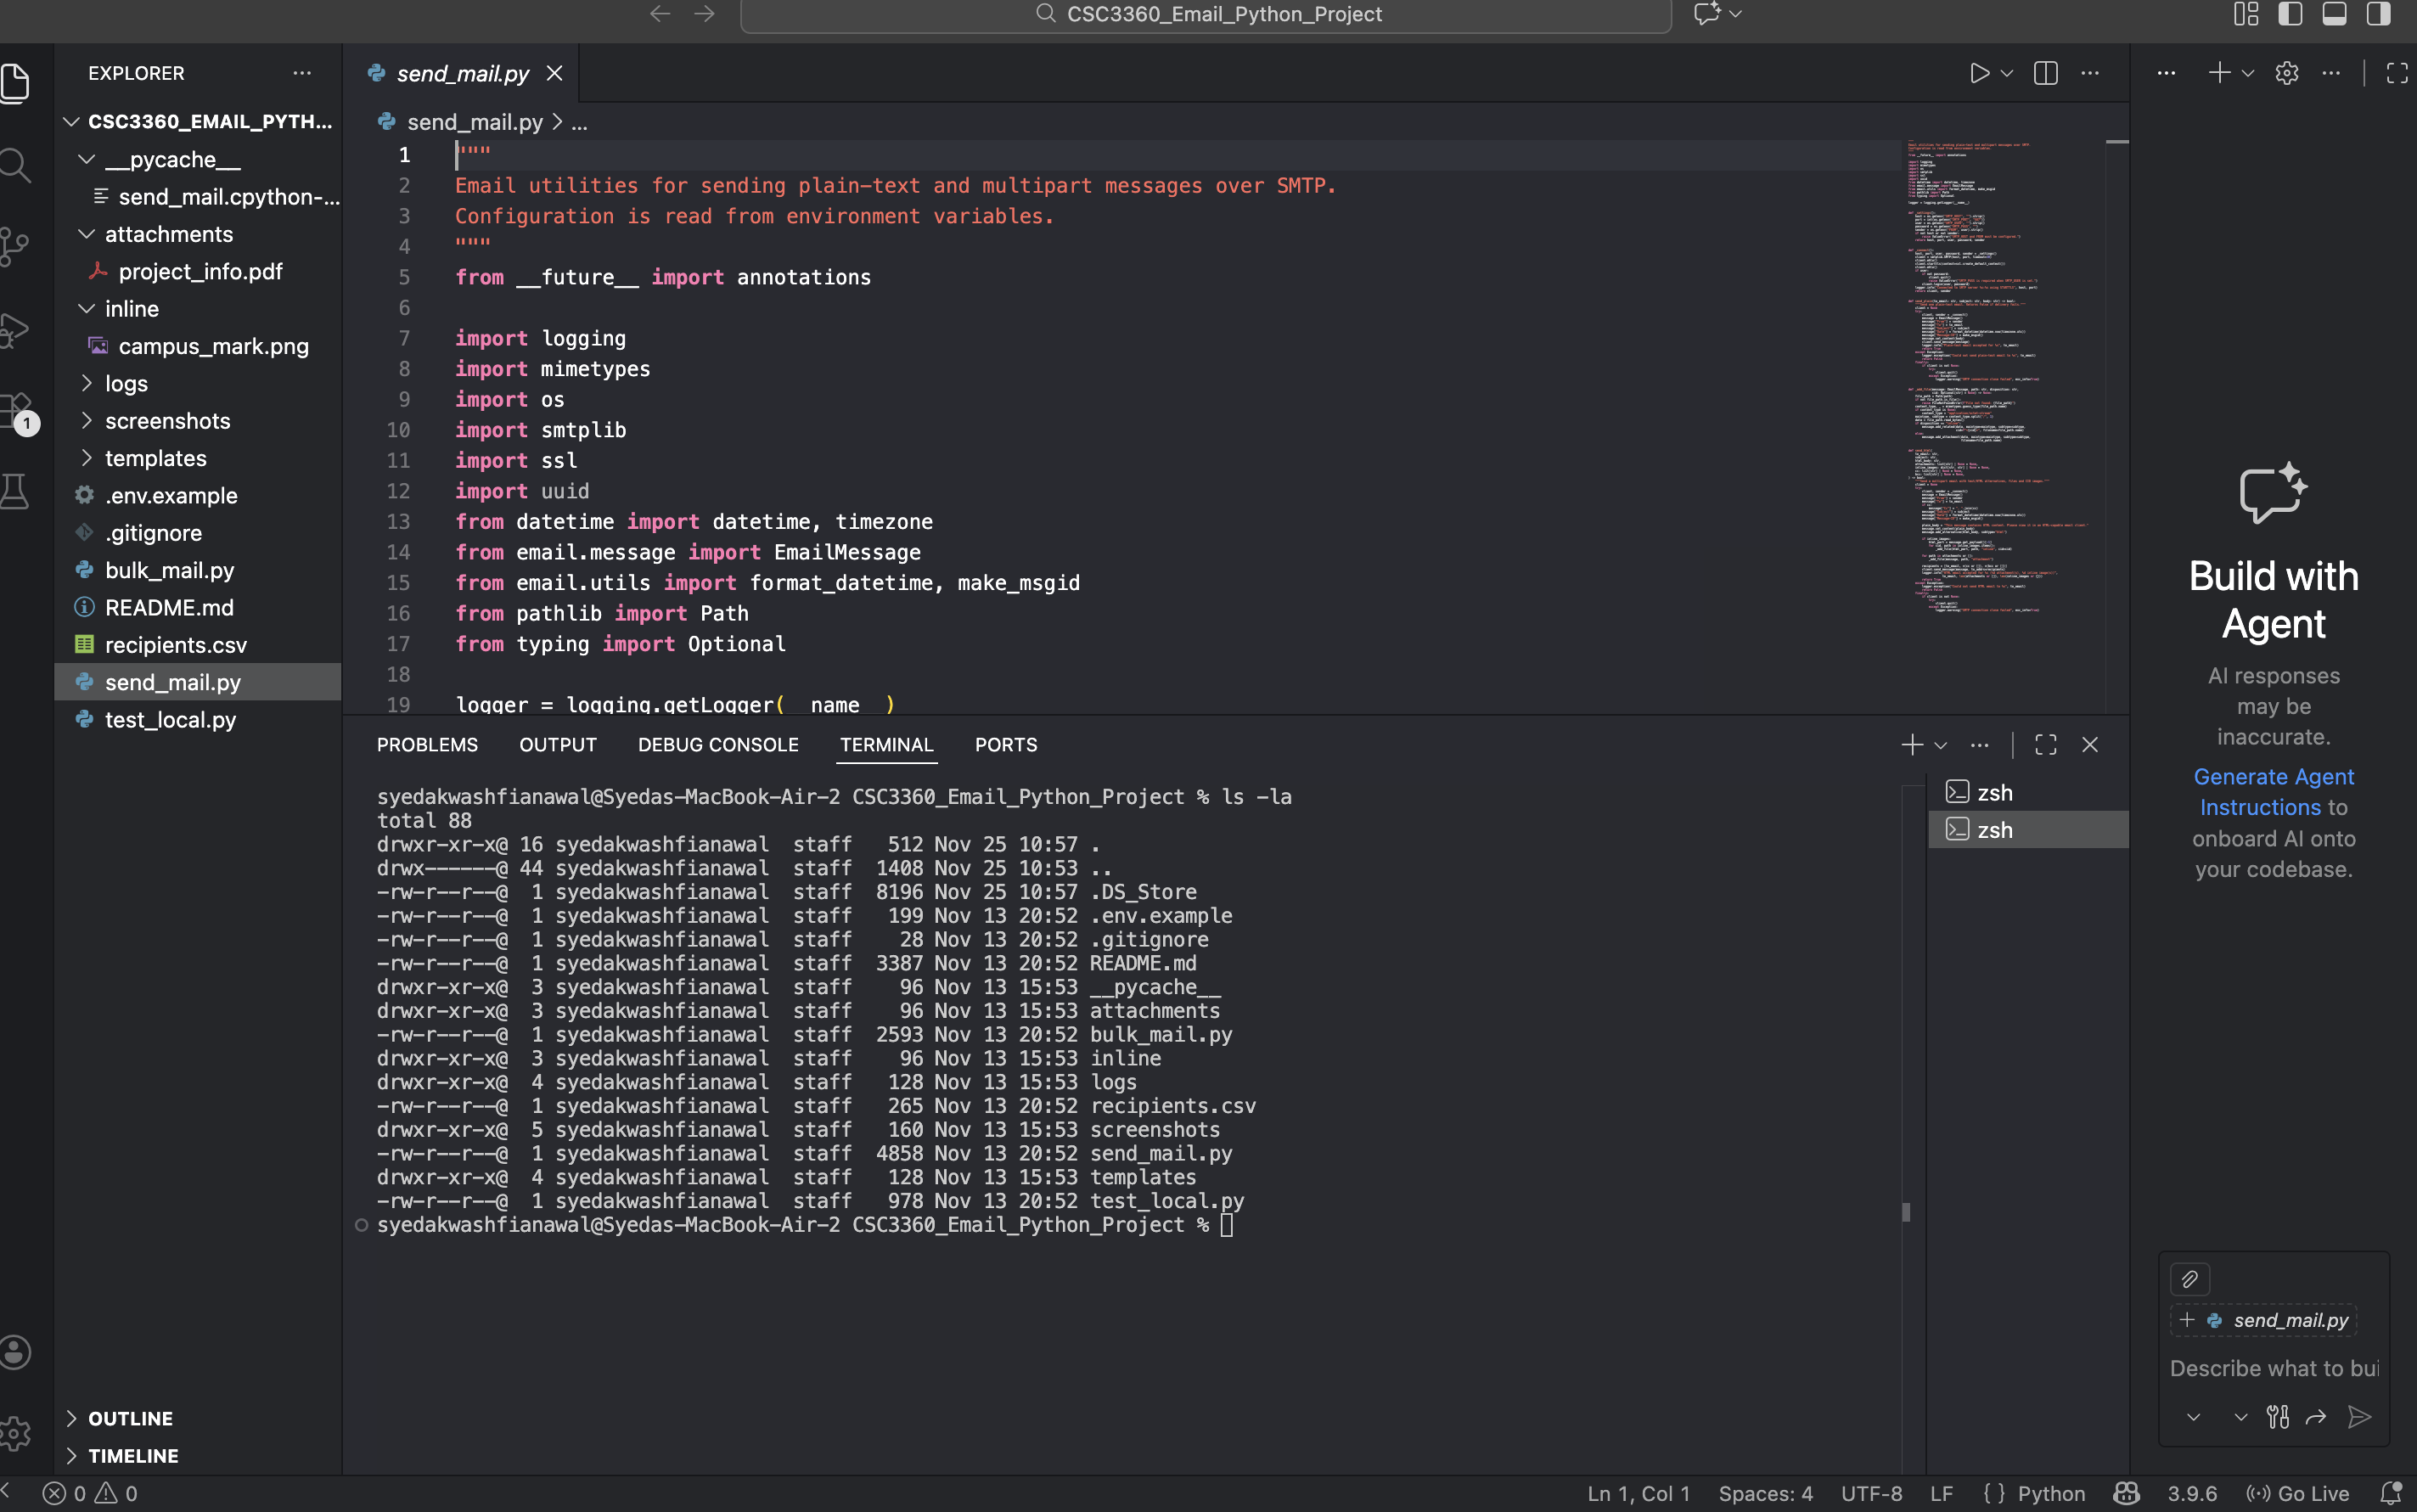 CSC3360_Email_Python_Project
EXPLORER
CSC3360_EMAIL_PYTH...
__pycache__
send_mail.cpython-...
attachments
project_info.pdf
inline
campus_mark.png
logs
screenshots
templates
.env.example
.gitignore
bulk_mail.py
README.md
recipients.csv
send_mail.py
test_local.py
OUTLINE
TIMELINE
1
send_mail.py
send_mail.py > ...
1 """
2 Email utilities for sending plain-text and multipart messages over SMTP.
3 Configuration is read from environment variables.
4 """
5 from __future__ import annotations
6
7 import logging
8 import mimetypes
9 import os
10 import smtplib
11 import ssl
12 import uuid
13 from datetime import datetime, timezone
14 from email.message import EmailMessage
15 from email.utils import format_datetime, make_msgid
16 from pathlib import Path
17 from typing import Optional
18
19 logger = logging.getLogger(__name__)
PROBLEMS OUTPUT DEBUG CONSOLE TERMINAL PORTS
syedakwashfianawal@Syedas-MacBook-Air-2 CSC3360_Email_Python_Project % ls -la
total 88
drwxr-xr-x@ 16 syedakwashfianawal staff 512 Nov 25 10:57 .
drwx------@ 44 syedakwashfianawal staff 1408 Nov 25 10:53 ..
-rw-r--r--@ 1 syedakwashfianawal staff 8196 Nov 25 10:57 .DS_Store
-rw-r--r--@ 1 syedakwashfianawal staff 199 Nov 13 20:52 .env.example
-rw-r--r--@ 1 syedakwashfianawal staff 28 Nov 13 20:52 .gitignore
-rw-r--r--@ 1 syedakwashfianawal staff 3387 Nov 13 20:52 README.md
drwxr-xr-x@ 3 syedakwashfianawal staff 96 Nov 13 15:53 __pycache__
drwxr-xr-x@ 3 syedakwashfianawal staff 96 Nov 13 15:53 attachments
-rw-r--r--@ 1 syedakwashfianawal staff 2593 Nov 13 20:52 bulk_mail.py
drwxr-xr-x@ 3 syedakwashfianawal staff 96 Nov 13 15:53 inline
drwxr-xr-x@ 4 syedakwashfianawal staff 128 Nov 13 15:53 logs
-rw-r--r--@ 1 syedakwashfianawal staff 265 Nov 13 20:52 recipients.csv
drwxr-xr-x@ 5 syedakwashfianawal staff 160 Nov 13 15:53 screenshots
-rw-r--r--@ 1 syedakwashfianawal staff 4858 Nov 13 20:52 send_mail.py
drwxr-xr-x@ 4 syedakwashfianawal staff 128 Nov 13 15:53 templates
-rw-r--r--@ 1 syedakwashfianawal staff 978 Nov 13 20:52 test_local.py
syedakwashfianawal@Syedas-MacBook-Air-2 CSC3360_Email_Python_Project %
zsh
zsh
Build with
Agent
AI responses
may be
inaccurate.
Generate Agent
Instructions to
onboard AI onto
your codebase.
send_mail.py
Describe what to bui
0 0
Ln 1, Col 1 Spaces: 4 UTF-8 LF {} Python 3.9.6 Go Live